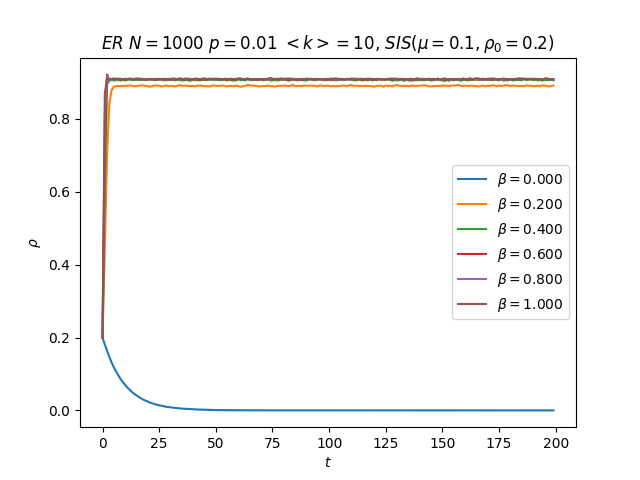 ER N = 1000 p = 0.01 < k >= 10, SIS(μ = 0.1, ρ₀ = 0.2)
0.8
0.6
0.4
0.2
0.0
ρ
β = 0.000
β = 0.200
β = 0.400
β = 0.600
β = 0.800
β = 1.000
0 25 50 75 100 125 150 175 200
t